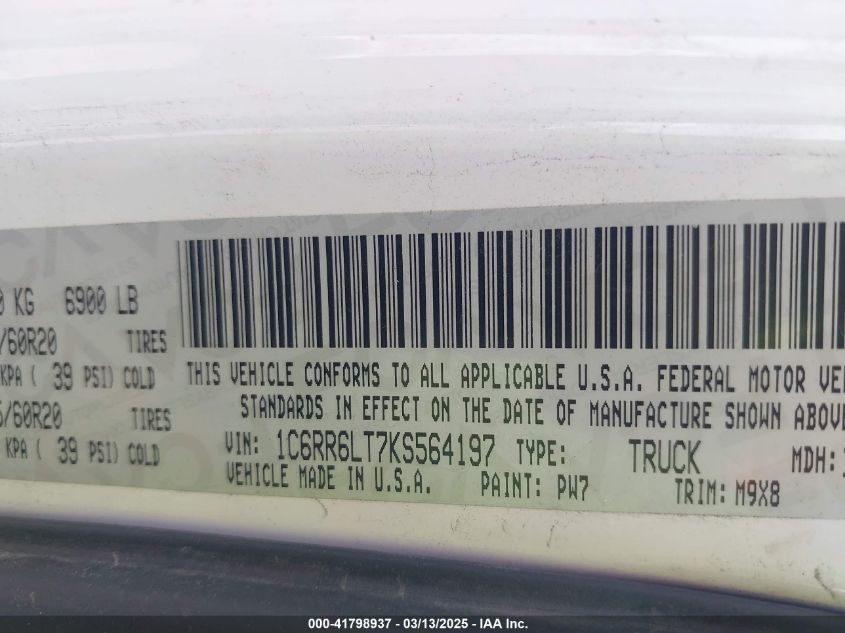 0 KG 6900 LB
/60R20 TIRES
KPA ( 39 PSI) COLD
5/60R20 TIRES
KPA ( 39 PSI) COLD
THIS VEHICLE CONFORMS TO ALL APPLICABLE U.S.A. FEDERAL MOTOR VE
STANDARDS IN EFFECT ON THE DATE OF MANUFACTURE SHOWN ABOVE
VIN: 1C6RR6LT7KS564197 TYPE: TRUCK MDH:
VEHICLE MADE IN U.S.A. PAINT: PW7 TRIM: M9X8
000-41798937 - 03/13/2025 - IAA Inc.